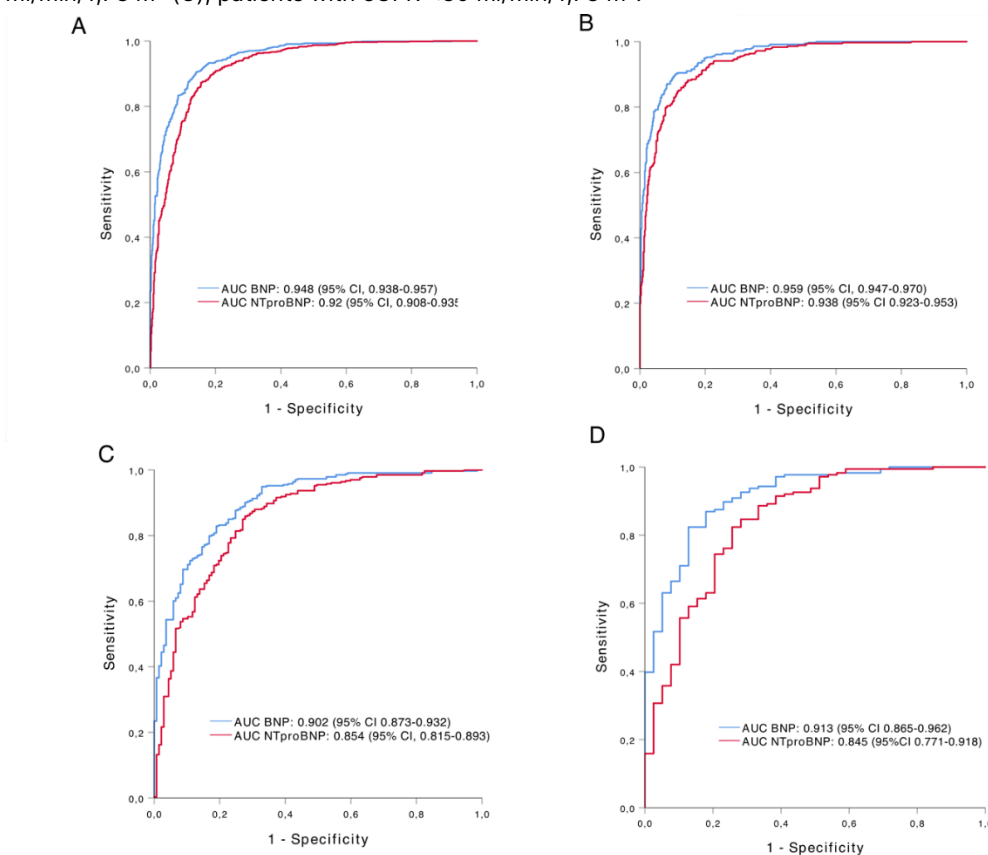 (C), patients with
A
1,0
0,8
0,6
0,4
0,2
0,0
Sensitivity
AUC BNP: 0.948 (95% CI, 0.938-0.957)
AUC NTproBNP: 0.92 (95% CI, 0.908-0.935
0,0 0,2 0,4 0,6 0,8 1,0
1 - Specificity
B
1,0
0,8
0,6
0,4
0,2
0,0
Sensitivity
AUC BNP: 0.959 (95% CI, 0.947-0.970)
AUC NTproBNP: 0.938 (95% CI 0.923-0.953)
0,0 0,2 0,4 0,6 0,8 1,0
1 - Specificity
C
1,0
0,8
0,6
0,4
0,2
0,0
Sensitivity
AUC BNP: 0.902 (95% CI 0.873-0.932)
AUC NTproBNP: 0.854 (95% CI, 0.815-0.893)
0,0 0,2 0,4 0,6 0,8 1,0
1 - Specificity
D
1,0
0,8
0,6
0,4
0,2
0,0
Sensitivity
AUC BNP: 0.913 (95% CI 0.865-0.962)
AUC NTproBNP: 0.845 (95%CI 0.771-0.918)
0,0 0,2 0,4 0,6 0,8 1,0
1 - Specificity